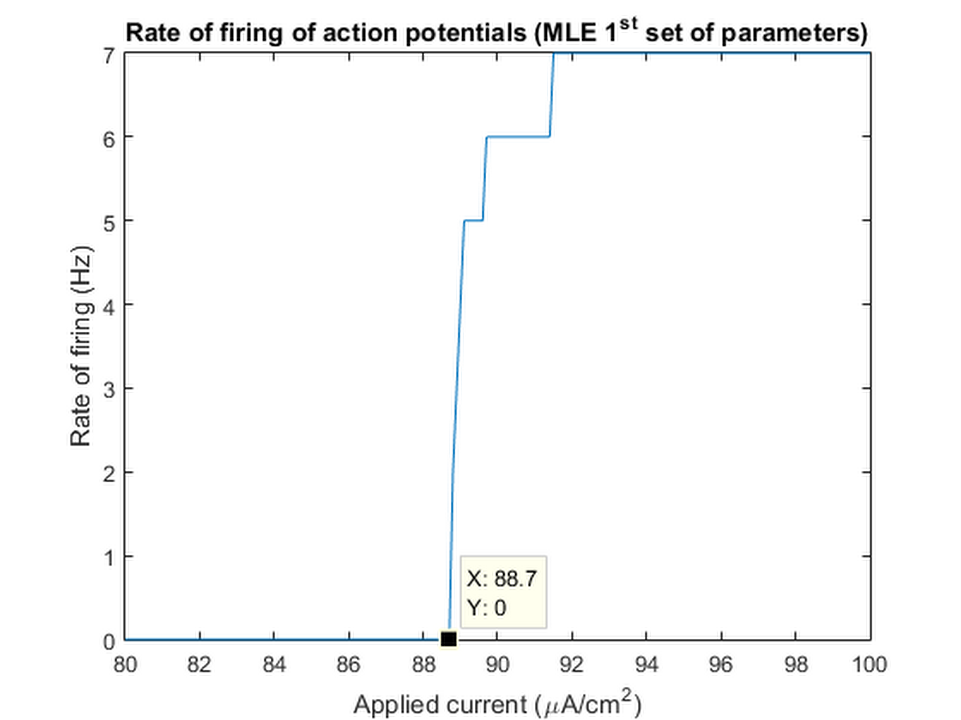 Rate of firing of action potentials (MLE 1st set of parameters)
7
6
5
4
3
2
1
0
Rate of firing (Hz)
X: 88.7
Y: 0
80 82 84 86 88 90 92 94 96 98 100
Applied current (μA/cm2)